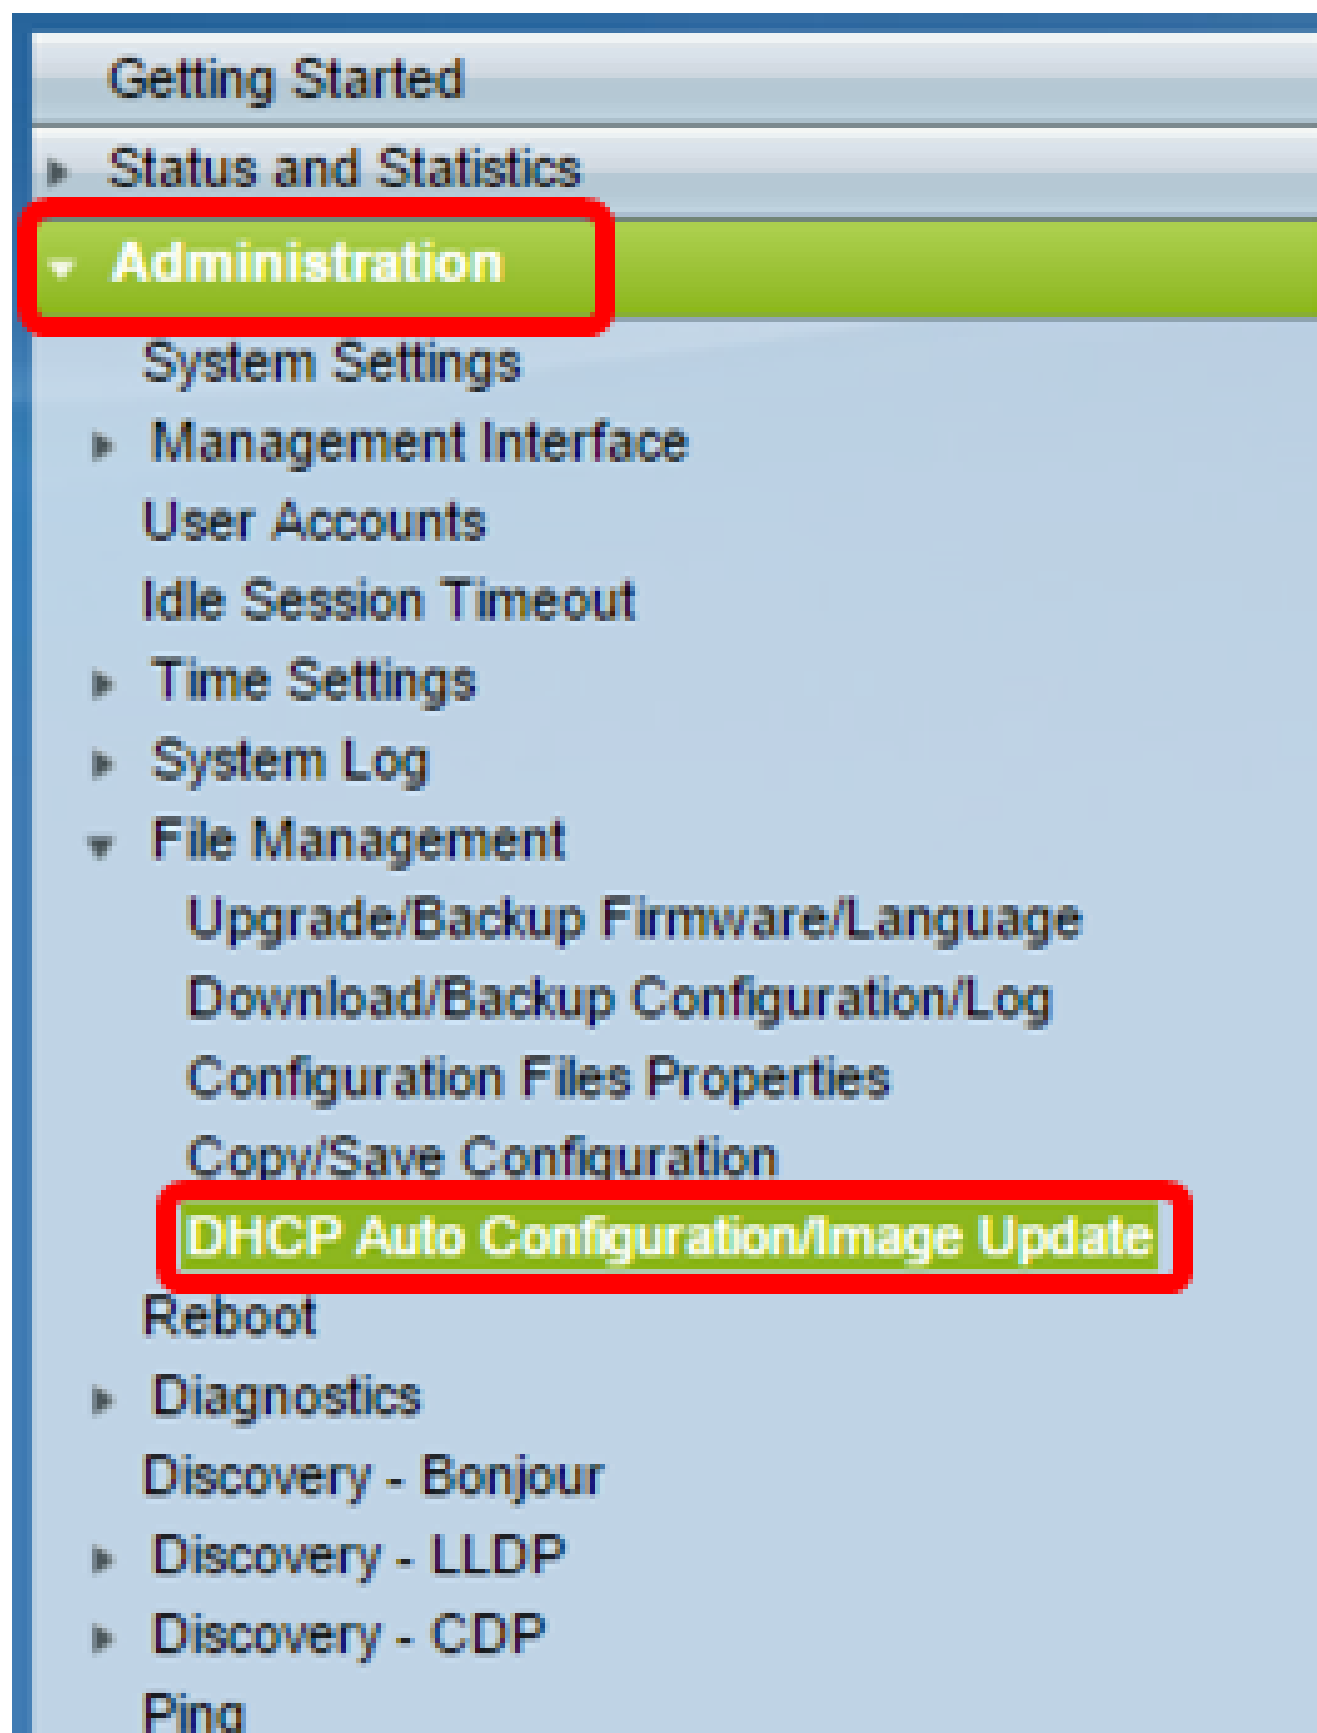 Getting Started
Status and Statistics
Administration
System Settings
Management Interface
User Accounts
Idle Session Timeout
Time Settings
System Log
File Management
Upgrade/Backup Firmware/Language
Download/Backup Configuration/Log
Configuration Files Properties
Copy/Save Configuration
DHCP Auto Configuration/Image Update
Reboot
Diagnostics
Discovery - Bonjour
Discovery - LLDP
Discovery - CDP
Ping